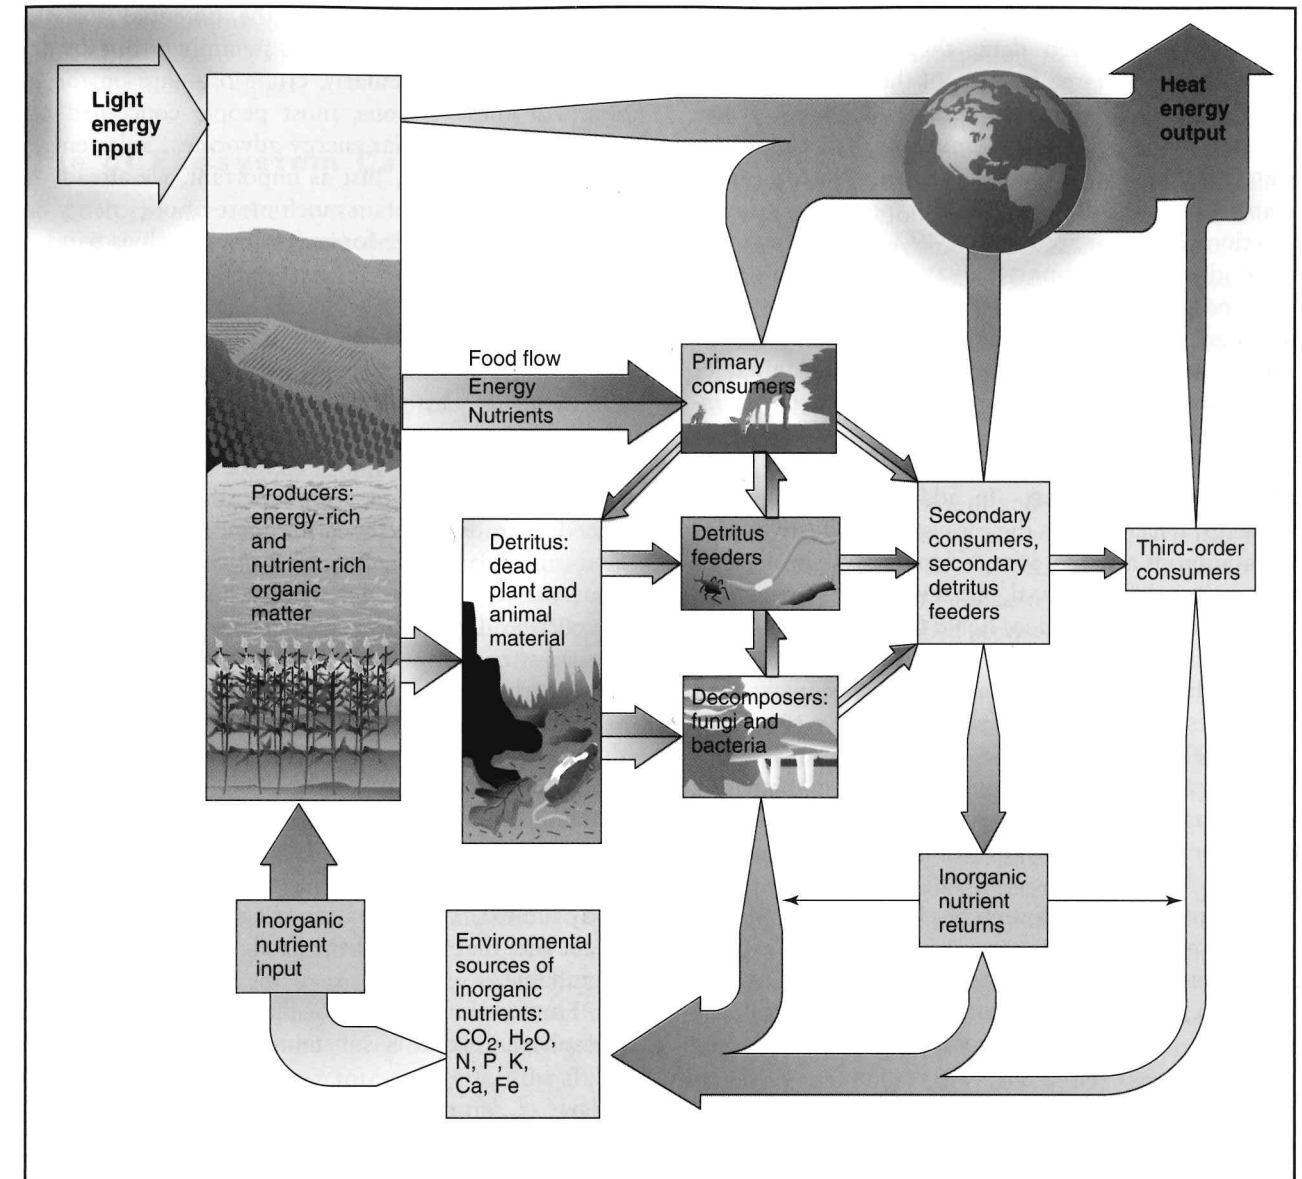 Light
energy
input
Heat
energy
output
Food flow
Energy
Nutrients
Primary
consumers
Producers:
energy-rich
and
nutrient-rich
organic
matter
Detritus:
dead
plant and
animal
material
Detritus
feeders
Secondary
consumers,
secondary
detritus
feeders
Third-order
consumers
Decomposers:
fungi and
bacteria
Inorganic
nutrient
returns
Inorganic
nutrient
input
Environmental
sources of
inorganic
nutrients:
CO₂, H₂O,
N, P, K,
Ca, Fe